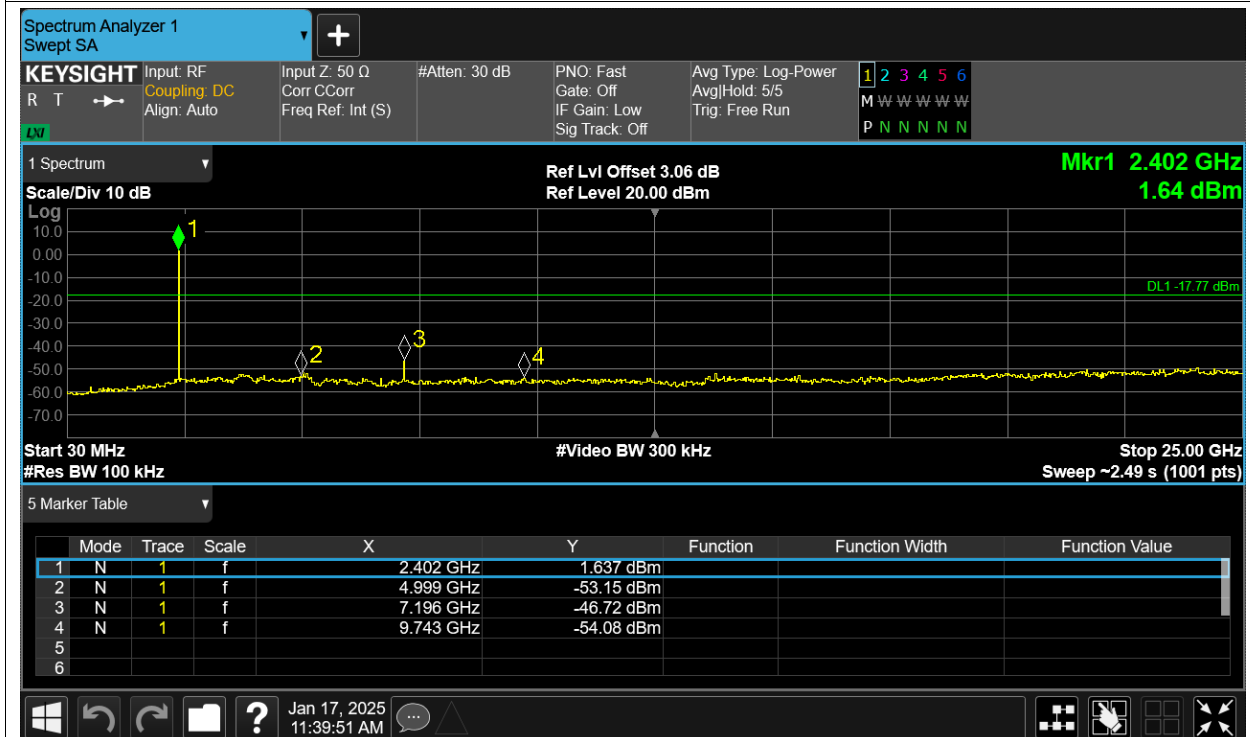 Spectrum Analyzer 1
Swept SA
+
KEYSIGHT
R T
LXI
Input: RF
Coupling: DC
Align: Auto
Input Z: 50 Ω
Corr CCorr
Freq Ref: Int (S)
#Atten: 30 dB
PNO: Fast
Gate: Off
IF Gain: Low
Sig Track: Off
Avg Type: Log-Power
Avg|Hold: 5/5
Trig: Free Run
1 2 3 4 5 6
M W W W W W
P N N N N N
1 Spectrum
Scale/Div 10 dB
Ref Lvl Offset 3.06 dB
Ref Level 20.00 dBm
Mkr1 2.402 GHz
1.64 dBm
Log
10.0
0.00
-10.0
-20.0
-30.0
-40.0
-50.0
-60.0
-70.0
1
2
3
4
DL1 -17.77 dBm
Start 30 MHz
#Video BW 300 kHz
Stop 25.00 GHz
#Res BW 100 kHz
Sweep ~2.49 s (1001 pts)
5 Marker Table
Mode Trace Scale X Y Function Function Width Function Value
1 N 1 f 2.402 GHz 1.637 dBm
2 N 1 f 4.999 GHz -53.15 dBm
3 N 1 f 7.196 GHz -46.72 dBm
4 N 1 f 9.743 GHz -54.08 dBm
5
6
?
Jan 17, 2025
11:39:51 AM